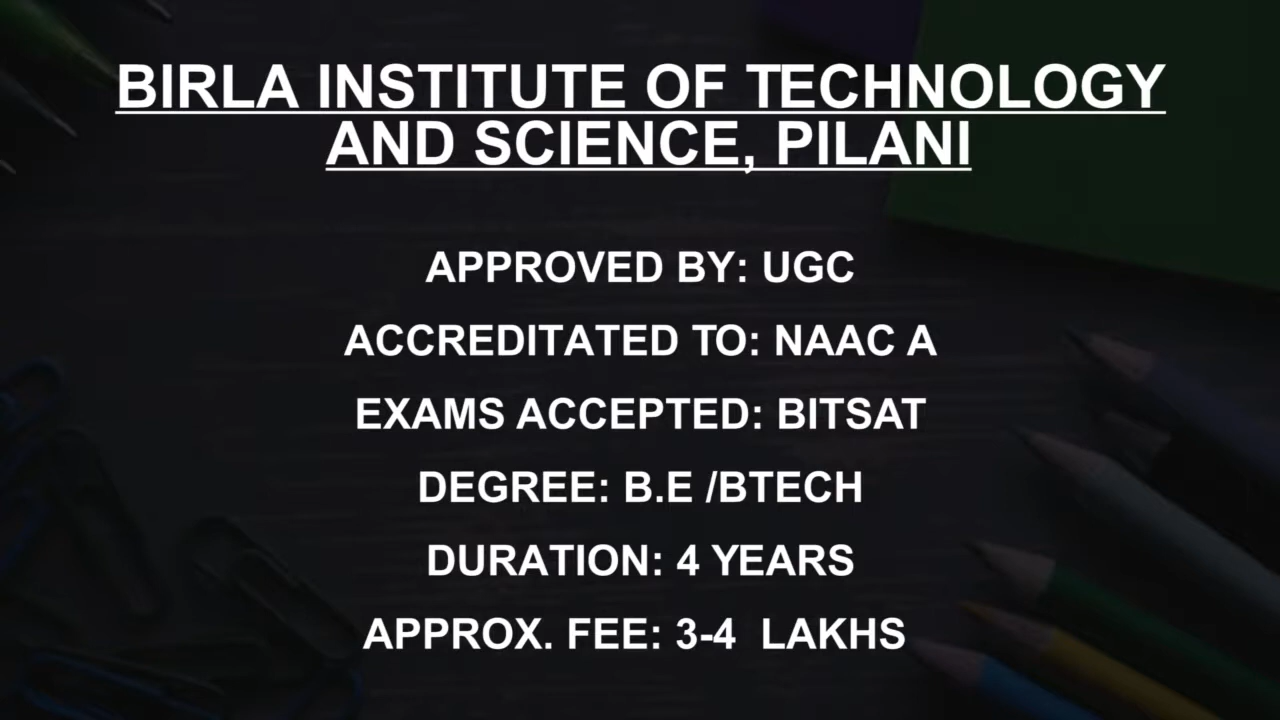 BIRLA INSTITUTE OF TECHNOLOGY
AND SCIENCE, PILANI
APPROVED BY: UGC
ACCREDITATED TO: NAAC A
EXAMS ACCEPTED: BITSAT
DEGREE: B.E /BTECH
DURATION: 4 YEARS
APPROX. FEE: 3-4  LAKHS